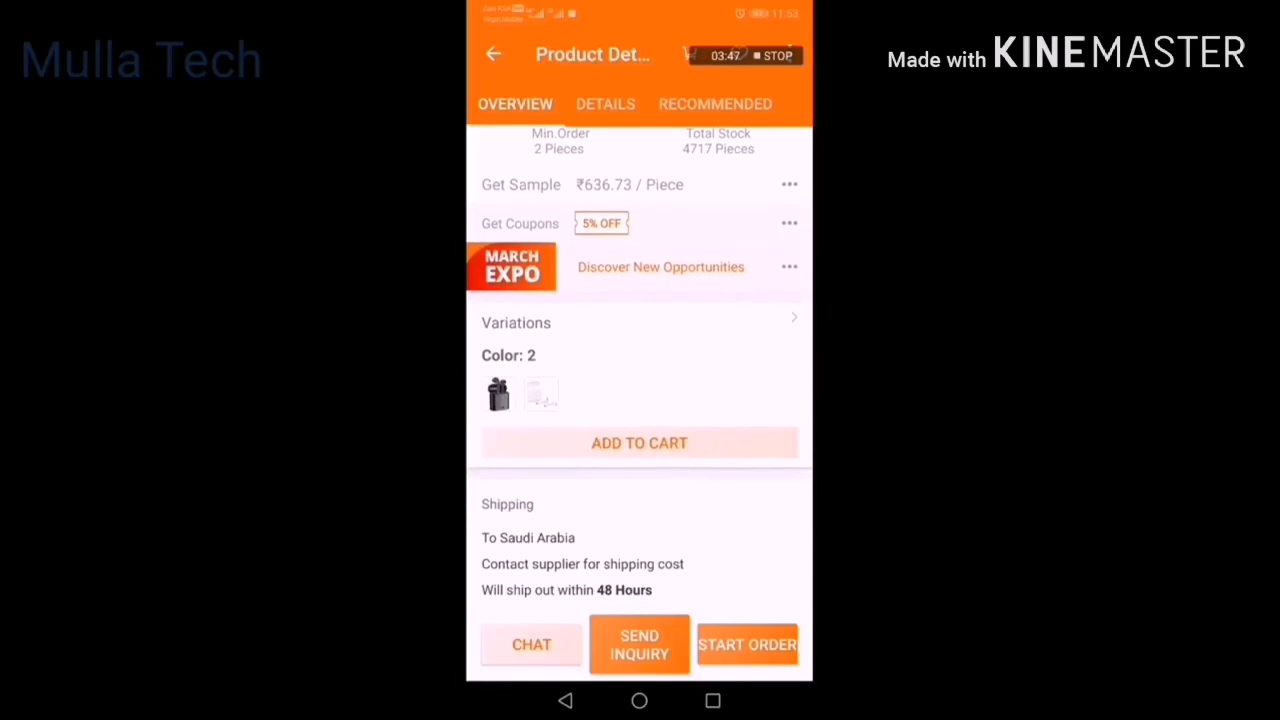 Mulla Tech
Made with KINEMASTER
11:53
Product Det...
03:47 STOP
OVERVIEW DETAILS RECOMMENDED
Min.Order Total Stock
2 Pieces 4717 Pieces
Get Sample ₹636.73 / Piece
Get Coupons 5% OFF
MARCH
EXPO
Discover New Opportunities
Variations
Color: 2
ADD TO CART
Shipping
To Saudi Arabia
Contact supplier for shipping cost
Will ship out within 48 Hours
CHAT
SEND
INQUIRY
START ORDER